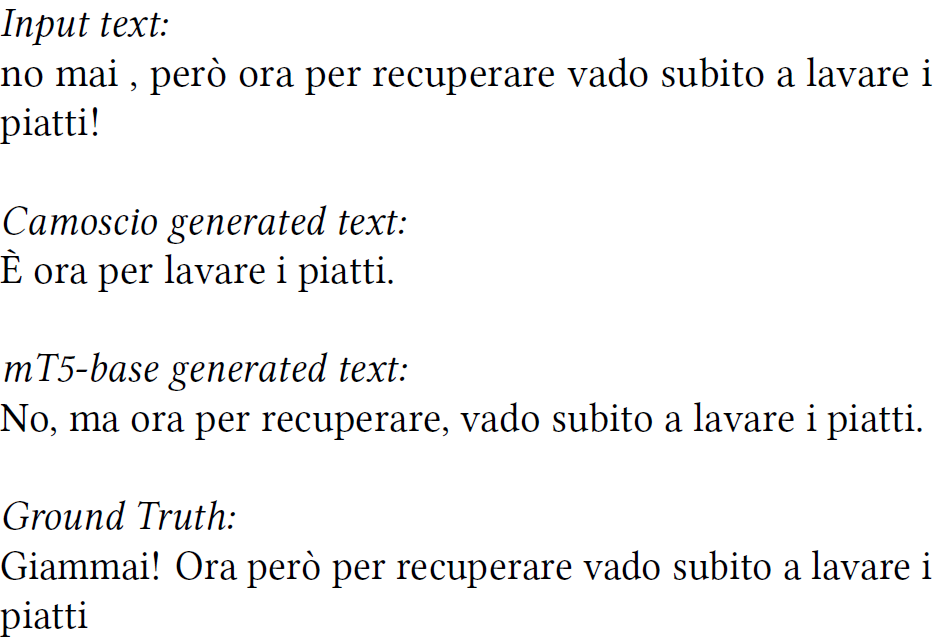 Input text:
no mai , però ora per recuperare vado subito a lavare i
piatti!
Camoscio generated text:
È ora per lavare i piatti.
mT5-base generated text:
No, ma ora per recuperare, vado subito a lavare i piatti.
Ground Truth:
Giammai! Ora però per recuperare vado subito a lavare i
piatti